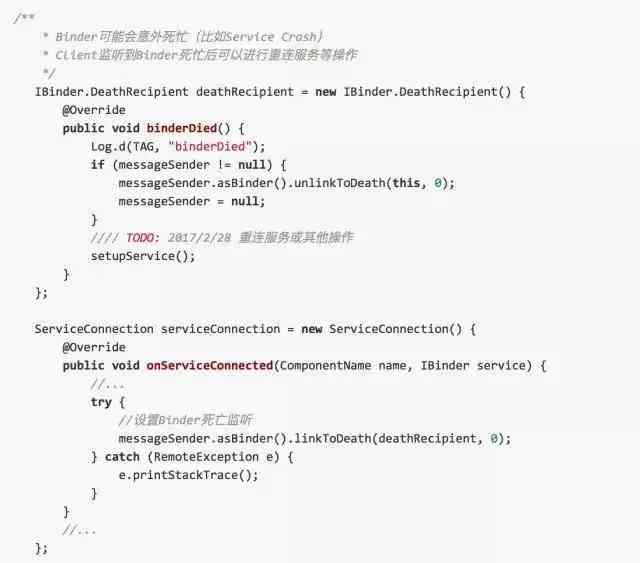 /**
* Binder可能会意外死忙（比如Service Crash）
* Client监听到Binder死忙后可以进行重连服务等操作
*/
IBinder.DeathRecipient deathRecipient = new IBinder.DeathRecipient() {
@Override
public void binderDied() {
Log.d(TAG, "binderDied");
if (messageSender != null) {
messageSender.asBinder().unlinkToDeath(this, 0);
messageSender = null;
}
//// TODO: 2017/2/28 重连服务或其他操作
setupService();
}
};
ServiceConnection serviceConnection = new ServiceConnection() {
@Override
public void onServiceConnected(ComponentName name, IBinder service) {
//...
try {
//设置Binder死亡监听
messageSender.asBinder().linkToDeath(deathRecipient, 0);
} catch (RemoteException e) {
e.printStackTrace();
}
}
//...
};